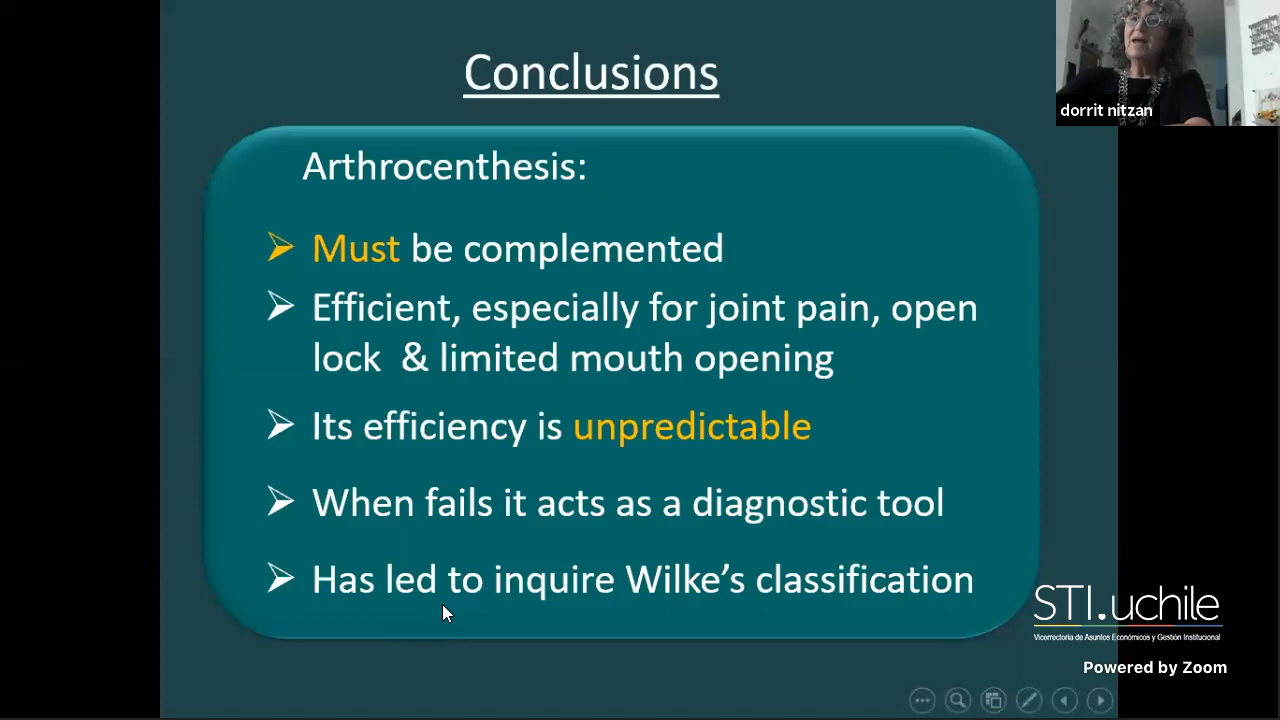 Conclusions
dorrit nitzan
Arthrocenthesis:
Must be complemented
Efficient, especially for joint pain, open
lock & limited mouth opening
Its efficiency is unpredictable
When fails it acts as a diagnostic tool
Has led to inquire Wilke’s classification
STI.uchile
Vicerrectoría de Asuntos Económicos y Gestión Institucional
Powered by Zoom